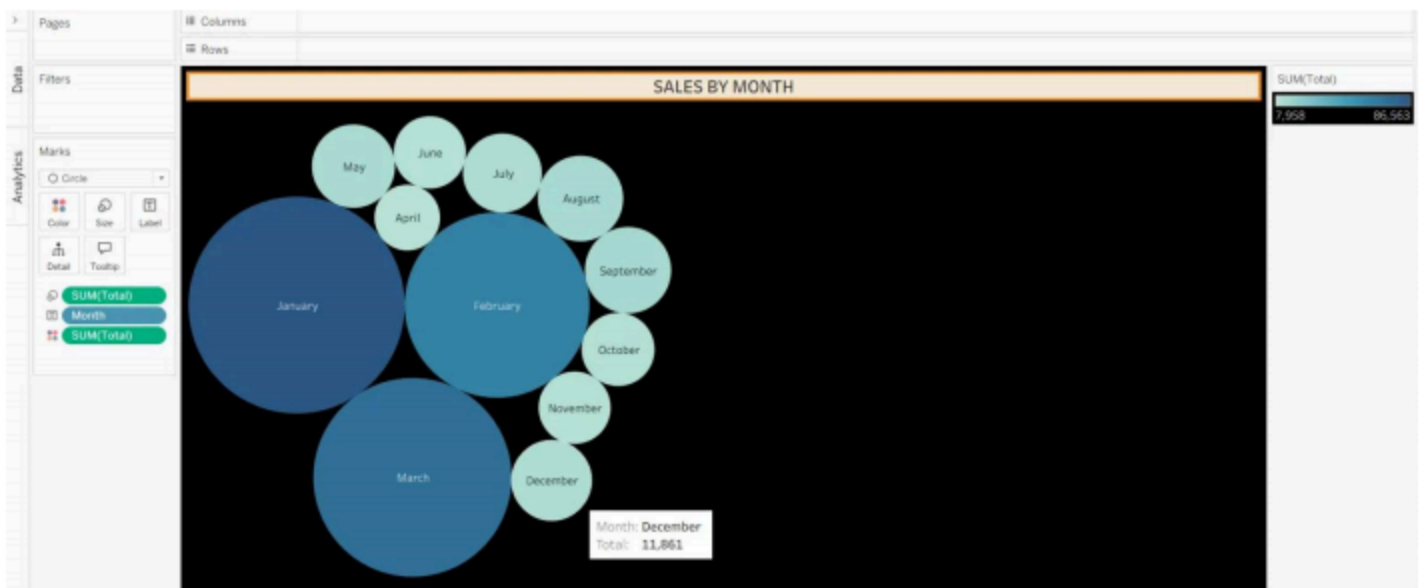 Pages
Columns
Rows
Data
Filters
SALES BY MONTH
SUM(Total)
7,958 86,563
Analytics
Marks
Circle
Color Size Label
Detail Tooltip
SUM(Total)
Month
SUM(Total)
May
June
July
August
April
September
January
February
October
November
March
December
Month: December
Total: 11,861